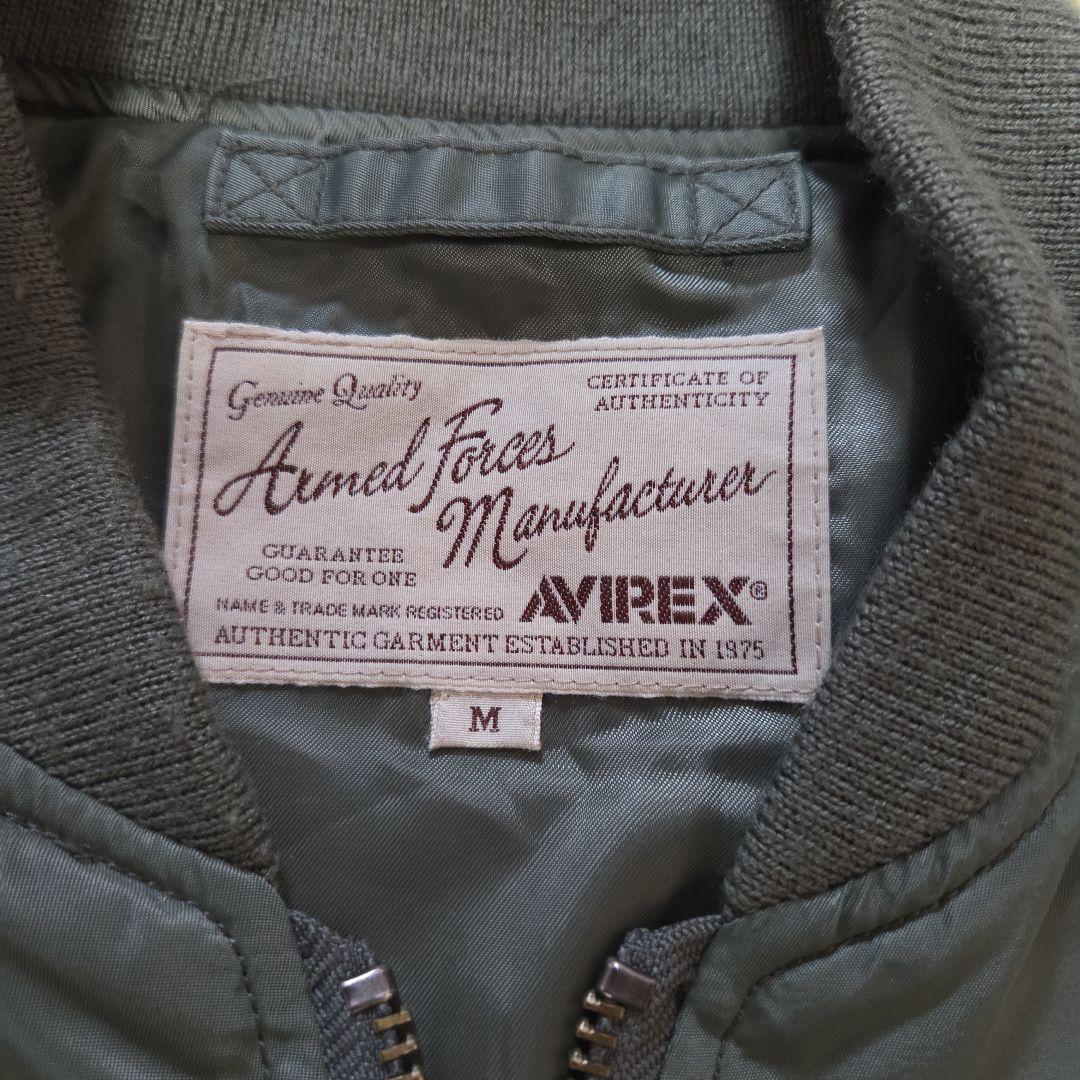 Genuine Quality
CERTIFICATE OF
AUTHENTICITY
Armed Forces
Manufacturer
GUARANTEE
GOOD FOR ONE
NAME & TRADE MARK REGISTERED
AVIREX®
AUTHENTIC GARMENT ESTABLISHED IN 1975
M